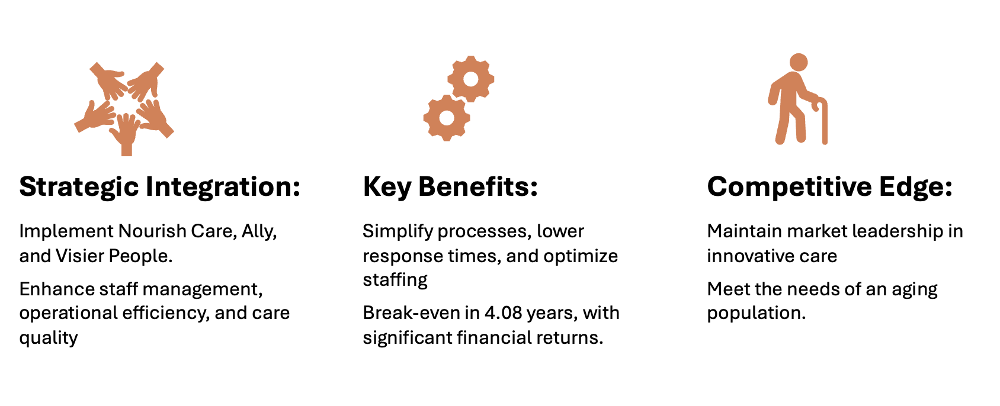 Strategic Integration:
Implement Nourish Care, Ally,
and Visier People.
Enhance staff management,
operational efficiency, and care
quality
Key Benefits:
Simplify processes, lower
response times, and optimize
staffing
Break-even in 4.08 years, with
significant financial returns.
Competitive Edge:
Maintain market leadership in
innovative care
Meet the needs of an aging
population.